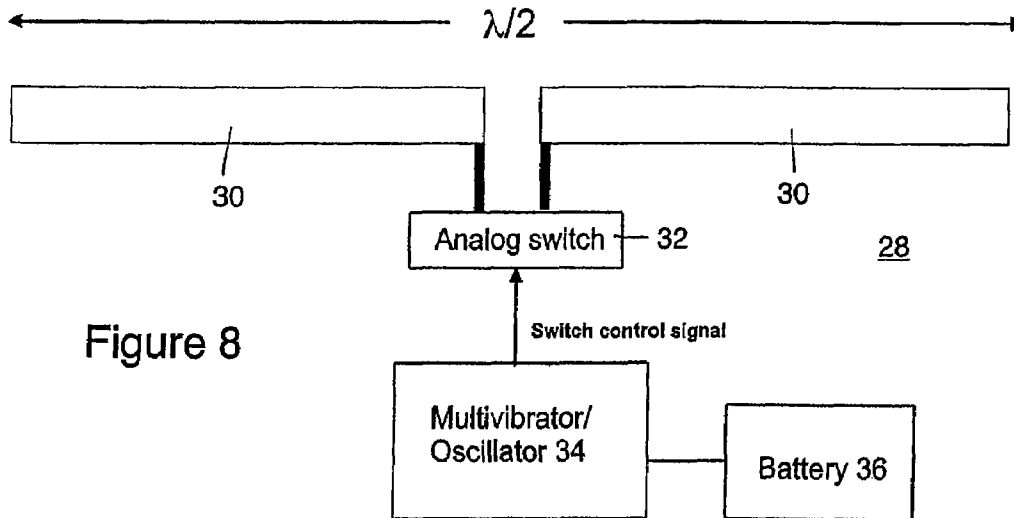 λ/2
30
30
Analog switch
32
28
Switch control signal
Figure 8
Multivibrator/
Oscillator 34
Battery 36